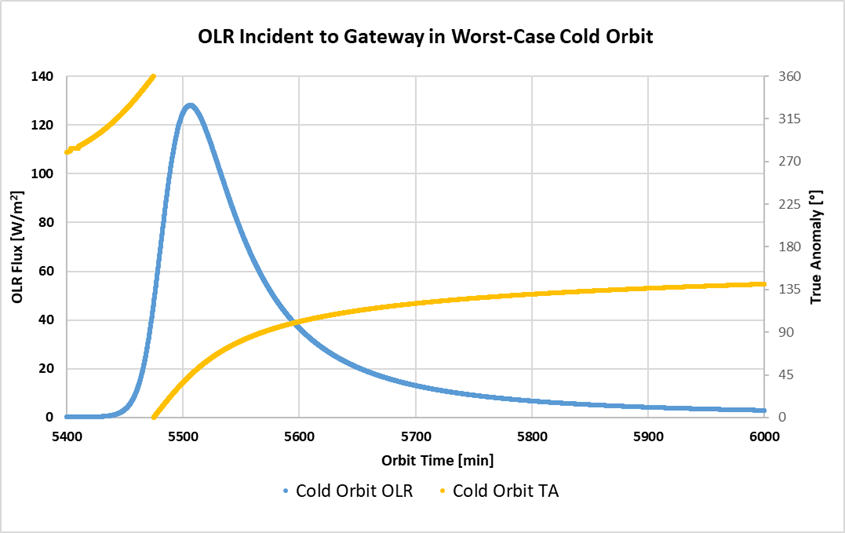 OLR Incident to Gateway in Worst-Case Cold Orbit
140
120
100
80
60
40
20
0
OLR Flux [W/m²]
360
315
270
225
180
135
90
45
0
True Anomaly [°]
5400 5500 5600 5700 5800 5900 6000
Orbit Time [min]
Cold Orbit OLR Cold Orbit TA